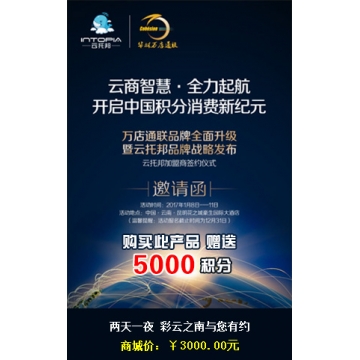 INTOPIA
云托邦
云商智慧·全力起航
开启中国积分消费新纪元
万店通联品牌全面升级
暨云托邦品牌战略发布
云托邦加盟商签约仪式
邀请函
购买此产品 赠送
5000 积分
两天一夜 彩云之南与您有约
商城价：￥3000.00元